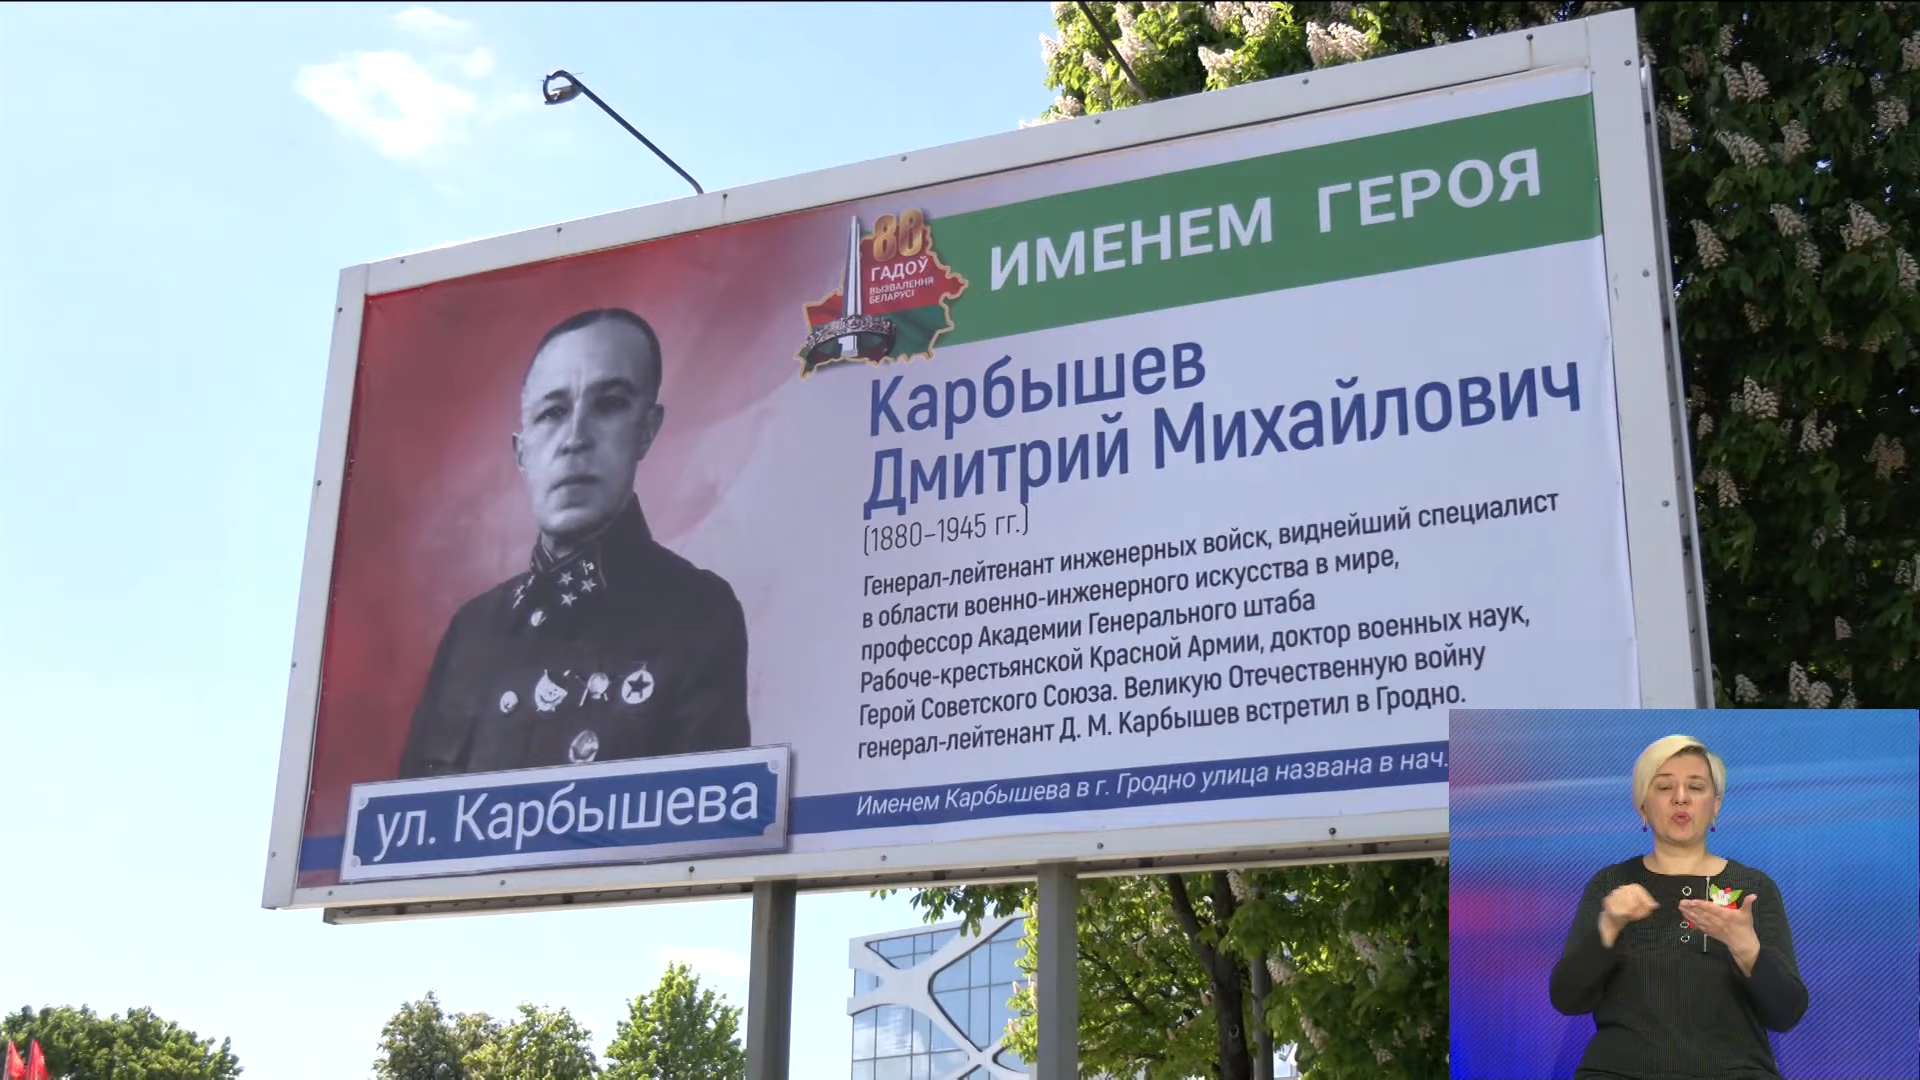 80
ГАДОЎ
ВЫЗВАЛЕННЯ
БЕЛАРУСІ
ИМЕНЕМ ГЕРОЯ
Карбышев
Дмитрий Михайлович
(1880–1945 гг.)
Генерал-лейтенант инженерных войск, виднейший специалист
в области военно-инженерного искусства в мире,
профессор Академии Генерального штаба
Рабоче-крестьянской Красной Армии, доктор военных наук,
Герой Советского Союза. Великую Отечественную войну
генерал-лейтенант Д. М. Карбышев встретил в Гродно.
Именем Карбышева в г. Гродно улица названа в нач.
ул. Карбышева